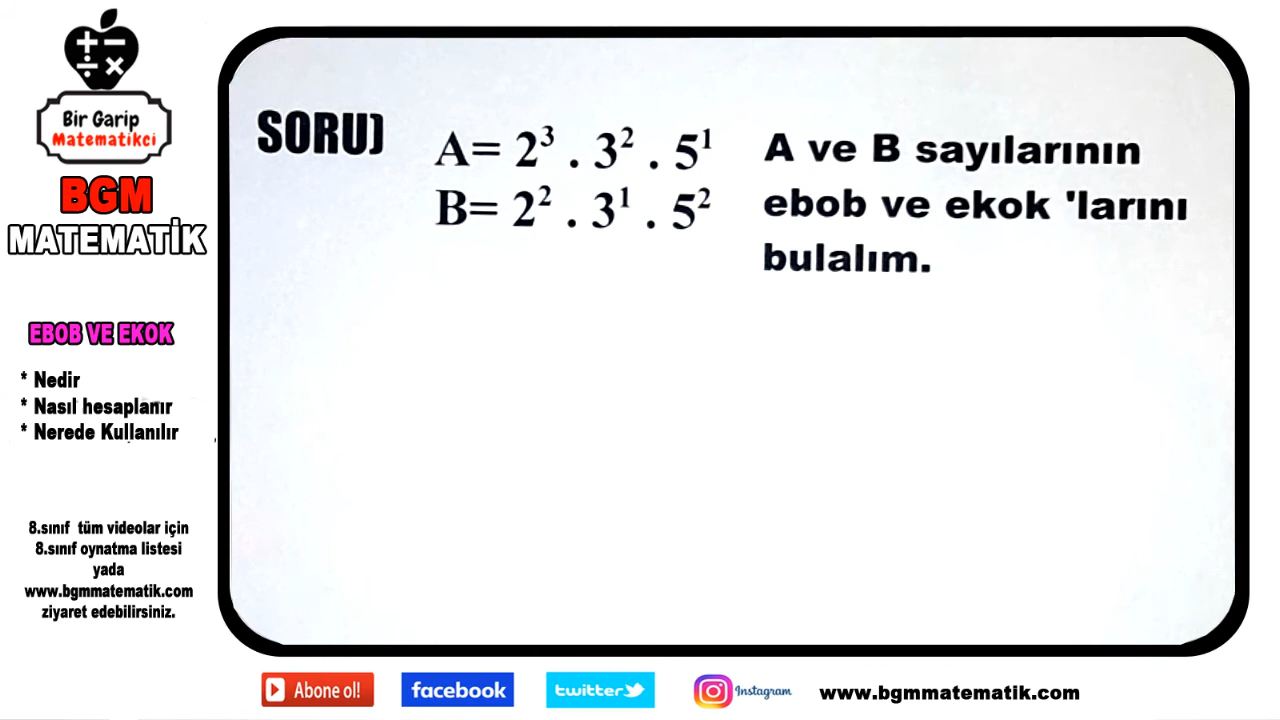 Bir Garip
Matematikci
BGM
MATEMATİK
EBOB VE EKOK
* Nedir
* Nasıl hesaplanır
* Nerede Kullanılır
8.sınıf tüm videolar için
8.sınıf oynatma listesi
yada
www.bgmmatematik.com
ziyaret edebilirsiniz.
SORU)
A= 2³ . 3² . 5¹
B= 2² . 3¹ . 5²
A ve B sayılarının
ebob ve ekok 'larını
bulalım.
Abone ol!
facebook
twitter
Instagram
www.bgmmatematik.com